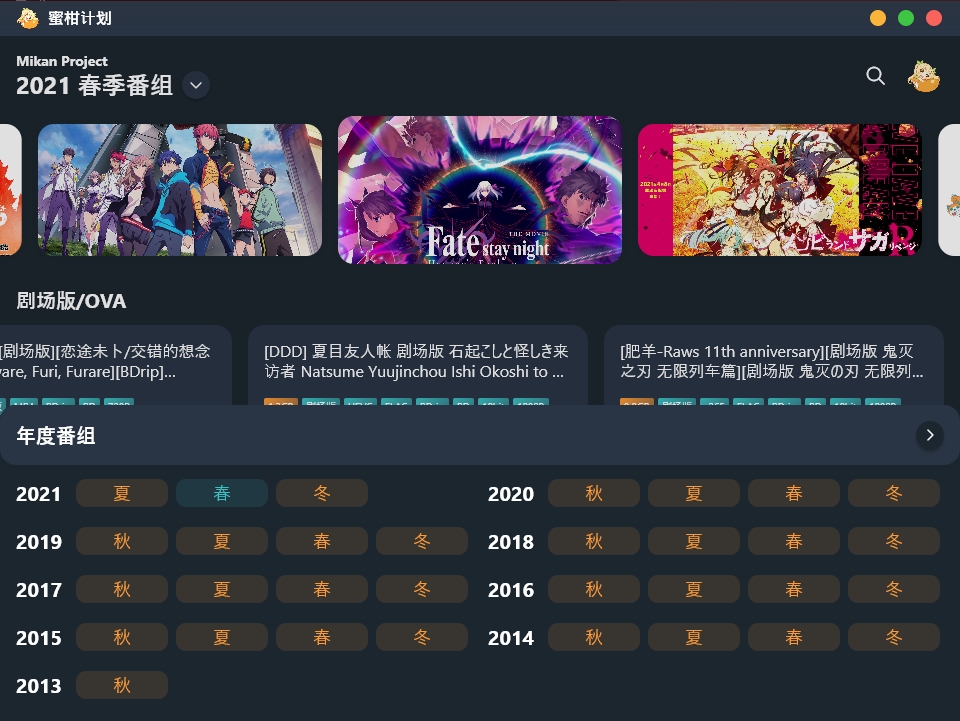 蜜柑计划
Mikan Project
2021 春季番组
2021年4月8日
THE MOVIE
Fate stay night
ゾンビランドサガ リベンジ
剧场版/OVA
[剧场版][恋途未卜/交错的想念
are, Furi, Furare][BDrip]...
[DDD] 夏目友人帐 剧场版 石起こしと怪しき来
访者 Natsume Yuujinchou Ishi Okoshi to ...
[肥羊-Raws 11th anniversary][剧场版 鬼灭
之刃 无限列车篇][剧场版 鬼灭の刃 无限列...
年度番组
2021 夏 春 冬
2020 秋 夏 春 冬
2019 秋 夏 春 冬
2018 秋 夏 春 冬
2017 秋 夏 春 冬
2016 秋 夏 春 冬
2015 秋 夏 春 冬
2014 秋 夏 春 冬
2013 秋